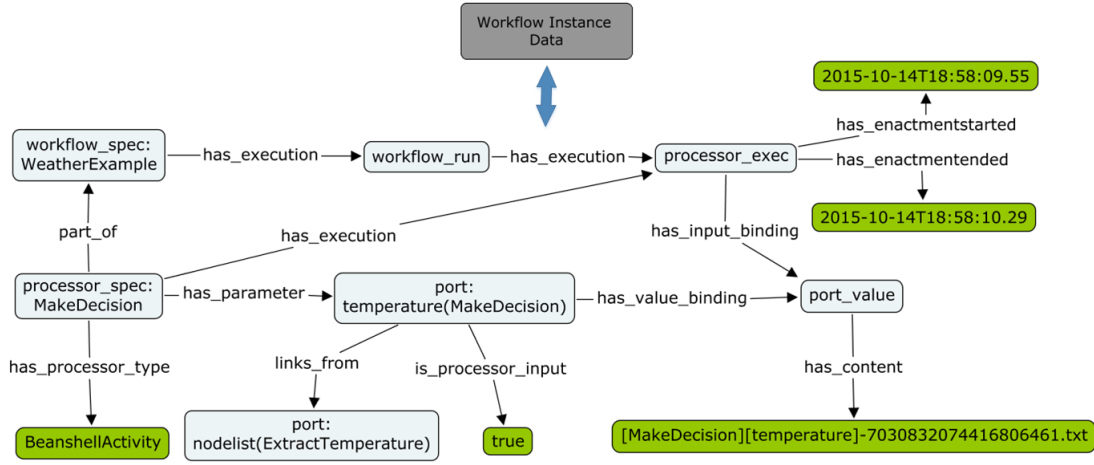 Workflow Instance
Data
2015-10-14T18:58:09.55
has_enactmentstarted
workflow_spec:
WeatherExample
has_execution
workflow_run
has_execution
processor_exec
has_enactmentended
2015-10-14T18:58:10.29
part_of
has_execution
has_input_binding
processor_spec:
MakeDecision
has_parameter
port:
temperature(MakeDecision)
has_value_binding
port_value
has_processor_type
links_from
is_processor_input
has_content
BeanshellActivity
port:
nodelist(ExtractTemperature)
true
[MakeDecision][temperature]-7030832074416806461.txt